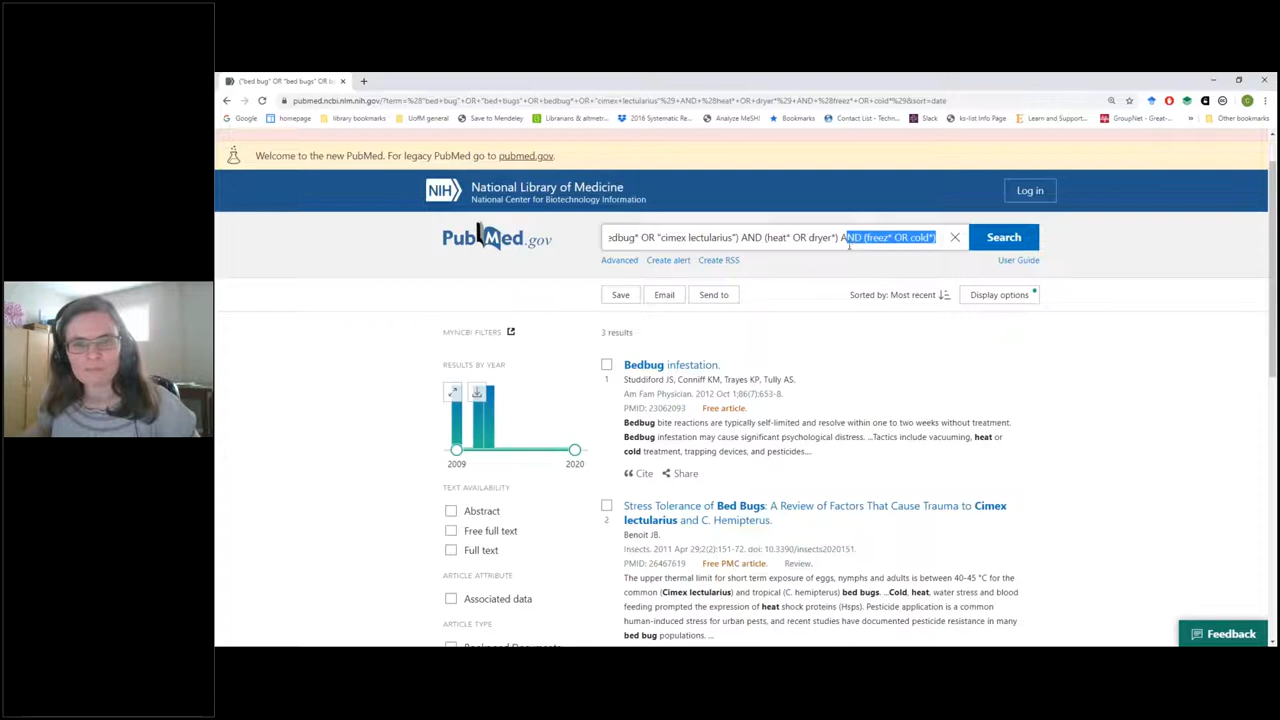 ("bed bug" OR "bed bugs" OR b
pubmed.ncbi.nlm.nih.gov/?term=%28"bed+bug"+OR+"bed+bugs"+OR+bedbug*+OR+"cimex+lectularius"%29+AND+%28heat*+OR+dryer*%29+AND+%28freez*+OR+cold*%29&sort=date
Google homepage library bookmarks UofM general Save to Mendeley Librarians & altmetr... 2016 Systematic Re... Analyze MeSH! Bookmarks Contact List - Techn... Slack ks-list Info Page Learn and Support... GroupNet - Great-... » Other bookmarks
Welcome to the new PubMed. For legacy PubMed go to pubmed.gov.
NIH National Library of Medicine
National Center for Biotechnology Information
Log in
PubMed.gov
edbug* OR "cimex lectularius") AND (heat* OR dryer*) AND (freez* OR cold*)
Search
Advanced Create alert Create RSS User Guide
Save Email Send to Sorted by: Most recent Display options
MYNCBI FILTERS
3 results
RESULTS BY YEAR
2009 2020
TEXT AVAILABILITY
Abstract
Free full text
Full text
ARTICLE ATTRIBUTE
Associated data
ARTICLE TYPE
Bedbug infestation.
1
Studdiford JS, Conniff KM, Trayes KP, Tully AS.
Am Fam Physician. 2012 Oct 1;86(7):653-8.
PMID: 23062093 Free article.
Bedbug bite reactions are typically self-limited and resolve within one to two weeks without treatment.
Bedbug infestation may cause significant psychological distress. ...Tactics include vacuuming, heat or
cold treatment, trapping devices, and pesticides....
Cite Share
Stress Tolerance of Bed Bugs: A Review of Factors That Cause Trauma to Cimex
2
lectularius and C. Hemipterus.
Benoit JB.
Insects. 2011 Apr 29;2(2):151-72. doi: 10.3390/insects2020151.
PMID: 26467619 Free PMC article. Review.
The upper thermal limit for short term exposure of eggs, nymphs and adults is between 40-45 °C for the
common (Cimex lectularius) and tropical (C. hemipterus) bed bugs. ...Cold, heat, water stress and blood
feeding prompted the expression of heat shock proteins (Hsps). Pesticide application is a common
human-induced stress for urban pests, and recent studies have documented pesticide resistance in many
bed bug populations. ...
Feedback